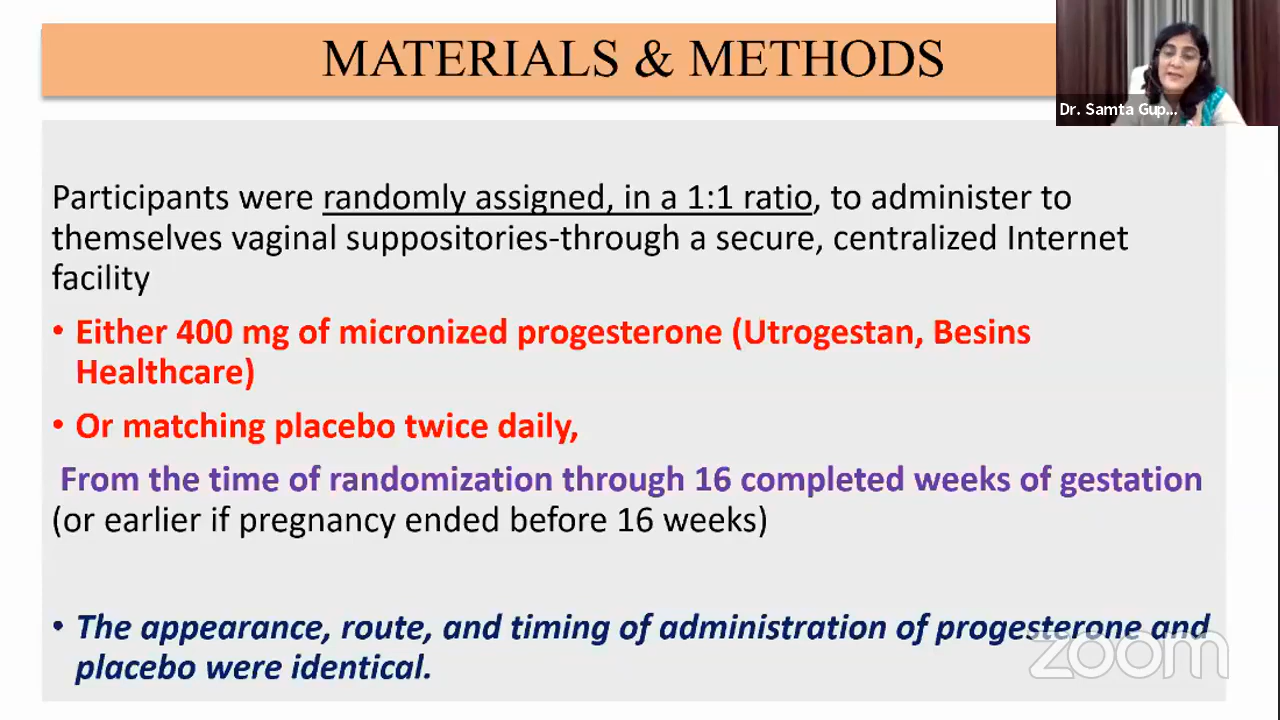 MATERIALS & METHODS
Dr. Samta Gup...
Participants were randomly assigned, in a 1:1 ratio, to administer to
themselves vaginal suppositories-through a secure, centralized Internet
facility
• Either 400 mg of micronized progesterone (Utrogestan, Besins
Healthcare)
• Or matching placebo twice daily,
From the time of randomization through 16 completed weeks of gestation
(or earlier if pregnancy ended before 16 weeks)
• The appearance, route, and timing of administration of progesterone and
placebo were identical.
zoom